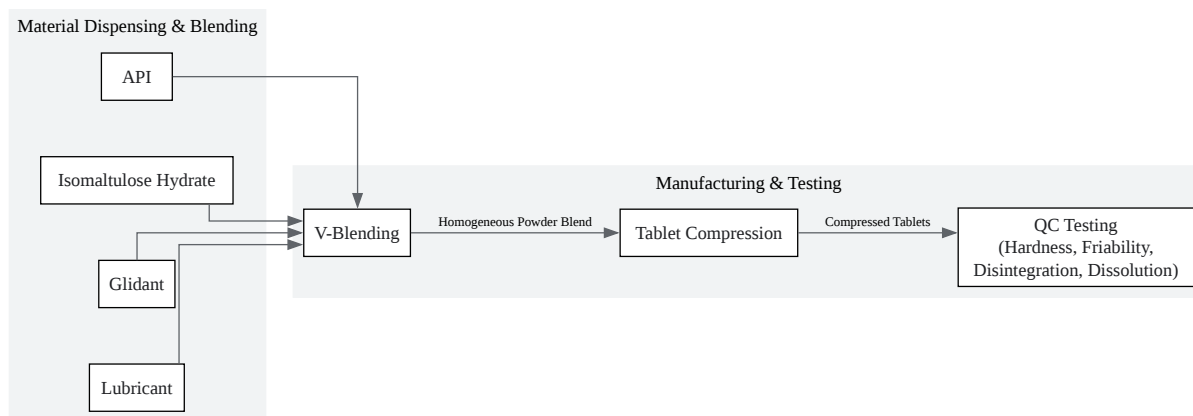 Material Dispensing & Blending
API
Isomaltulose Hydrate
Glidant
Lubricant
Manufacturing & Testing
V-Blending
Homogeneous Powder Blend
Tablet Compression
Compressed Tablets
QC Testing
(Hardness, Friability,
Disintegration, Dissolution)